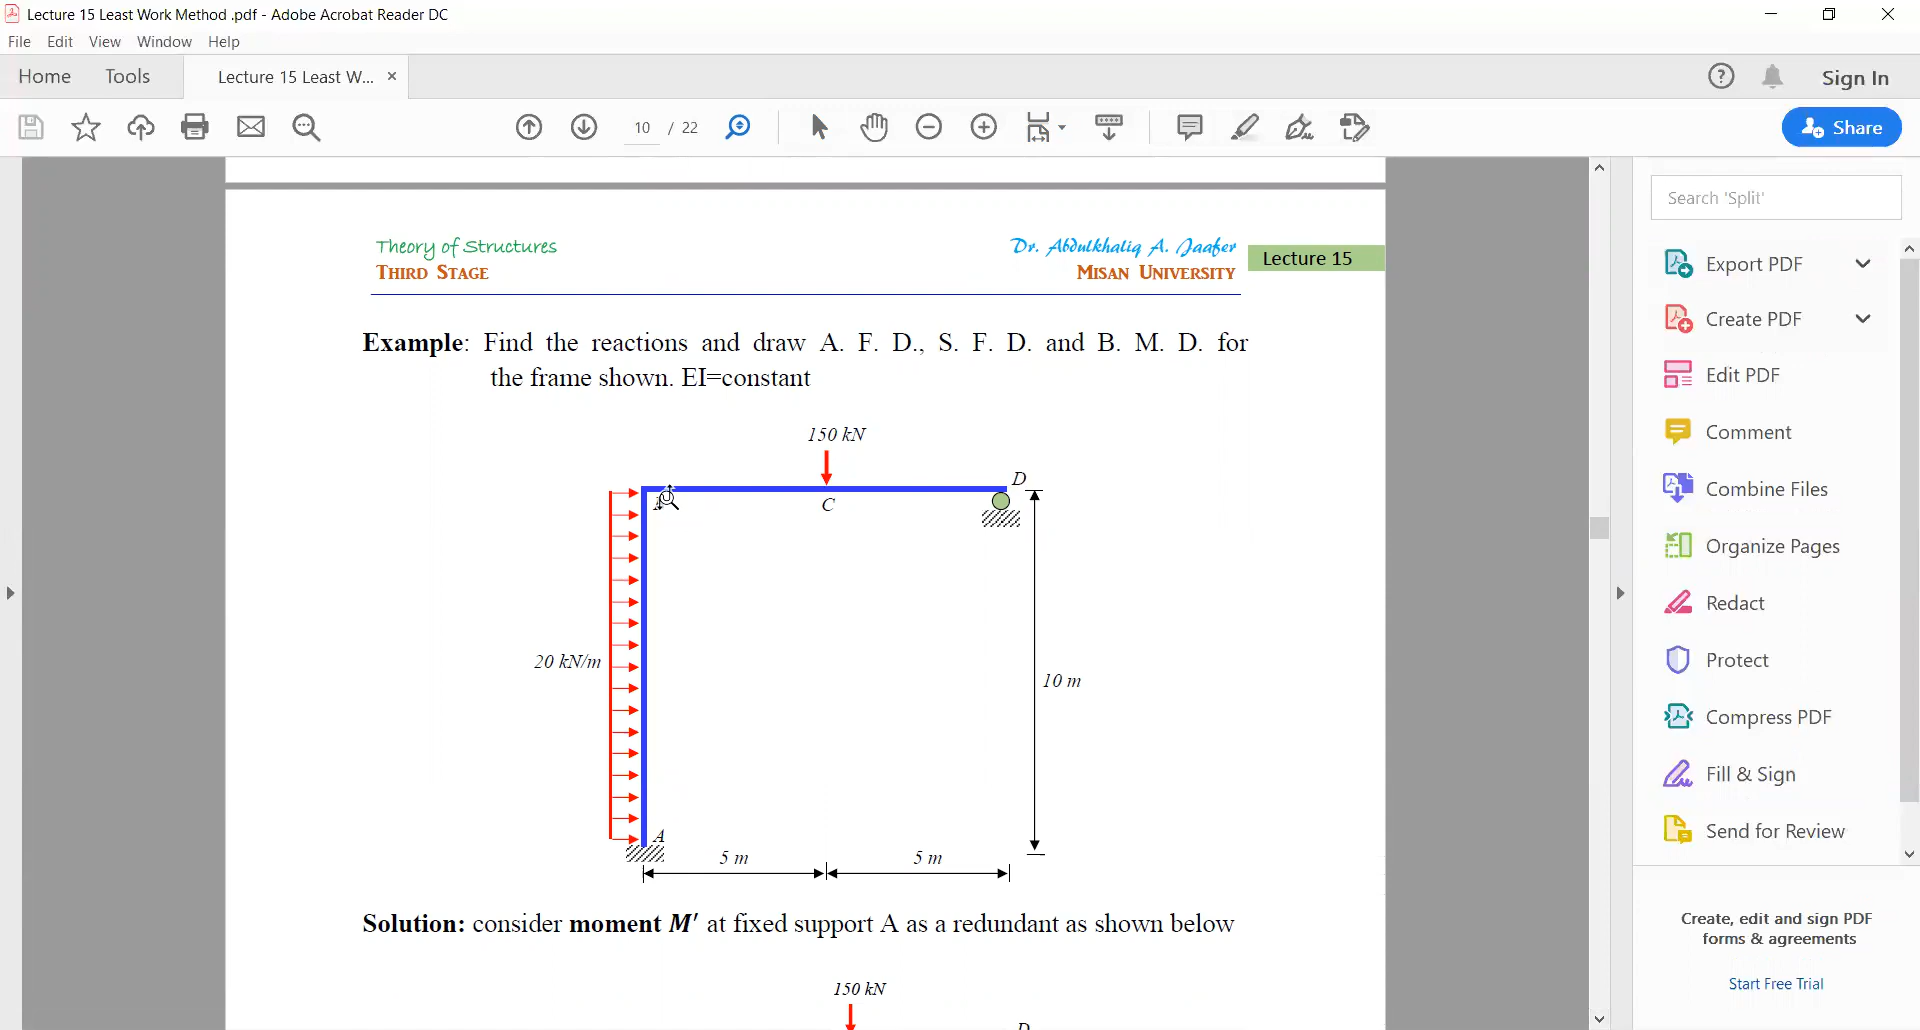 Lecture 15 Least Work Method .pdf - Adobe Acrobat Reader DC
File Edit View Window Help
Home Tools Lecture 15 Least W... × Sign In
10 / 22 Share
Search 'Split'
Theory of Structures Dr. Abdulkhaliq A. Jaafer Lecture 15
THIRD STAGE MISAN UNIVERSITY
Export PDF
Create PDF
Example: Find the reactions and draw A. F. D., S. F. D. and B. M. D. for
the frame shown. EI=constant
Edit PDF
Comment
150 kN
D
C
Combine Files
Organize Pages
Redact
20 kN/m
10 m
Protect
Compress PDF
Fill & Sign
A
5 m 5 m
Send for Review
Solution: consider moment M′ at fixed support A as a redundant as shown below
Create, edit and sign PDF
forms & agreements
Start Free Trial
150 kN
D